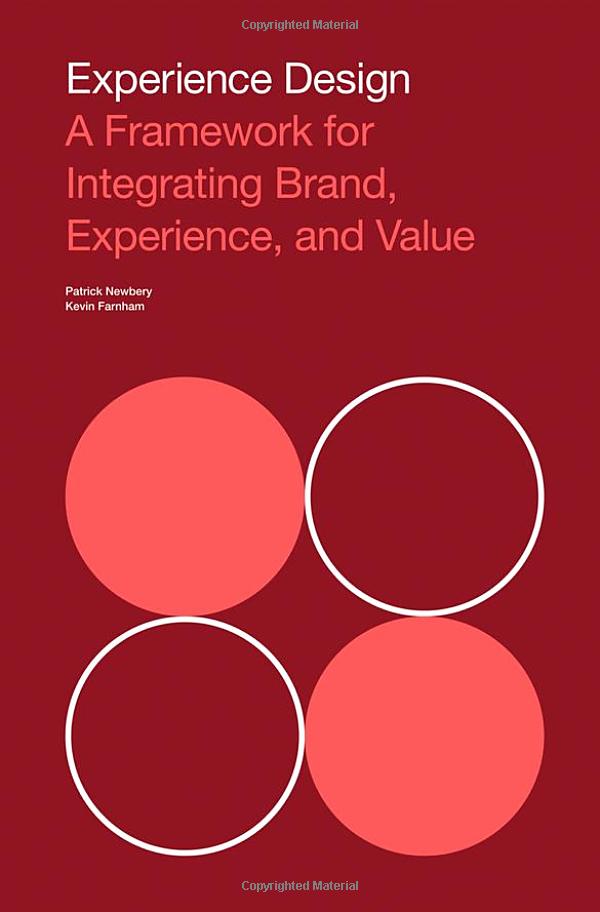 Copyrighted Material
Experience Design
A Framework for
Integrating Brand,
Experience, and Value
Patrick Newbery
Kevin Farnham
Copyrighted Material